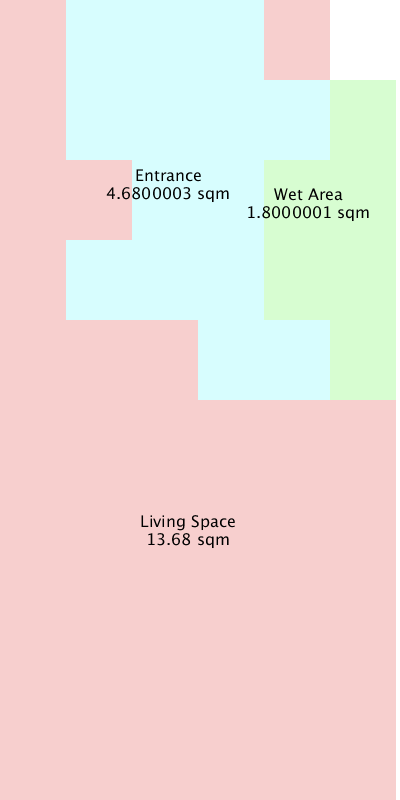 Entrance
4.6800003 sqm
Wet Area
1.8000001 sqm
Living Space
13.68 sqm